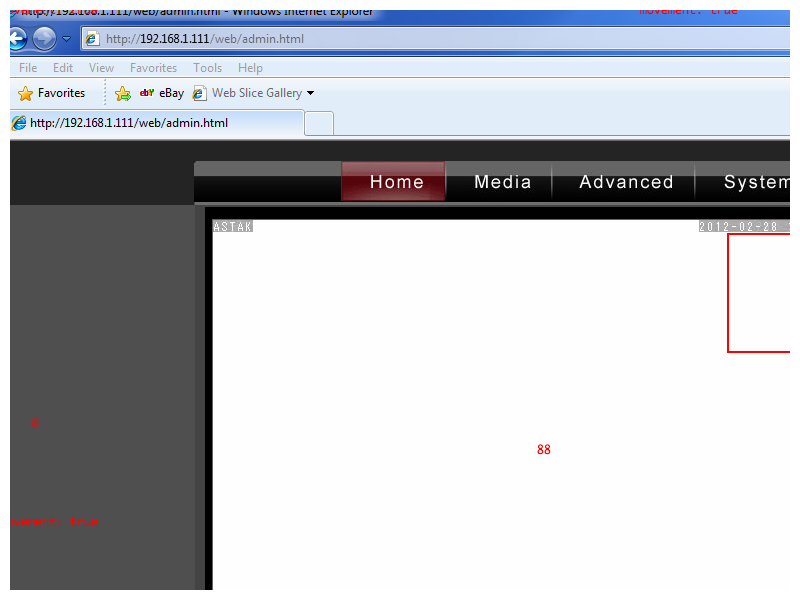 http://192.168.1.111/web/admin.html - Windows Internet Explorer
movement: true
http://192.168.1.111/web/admin.html
File Edit View Favorites Tools Help
Favorites ebY eBay Web Slice Gallery
http://192.168.1.111/web/admin.html
Home Media Advanced System
ASTAK 2012-02-28
0
88
movement: true